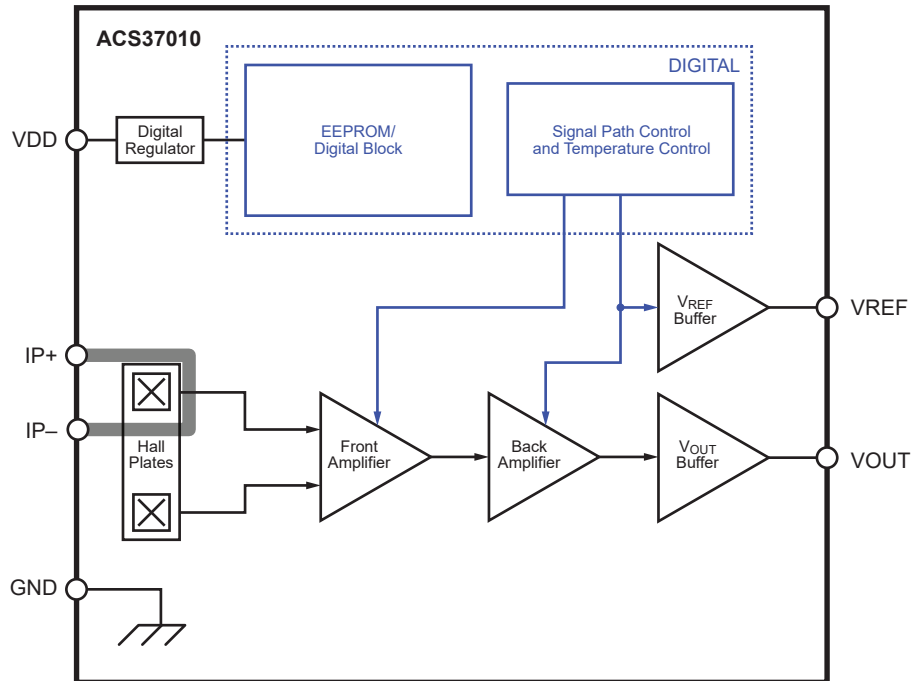 ACS37010
DIGITAL
VDD
Digital
Regulator
EEPROM/
Digital Block
Signal Path Control
and Temperature Control
VREF
Buffer
VREF
IP+
IP–
Hall
Plates
Front
Amplifier
Back
Amplifier
VOUT
Buffer
VOUT
GND